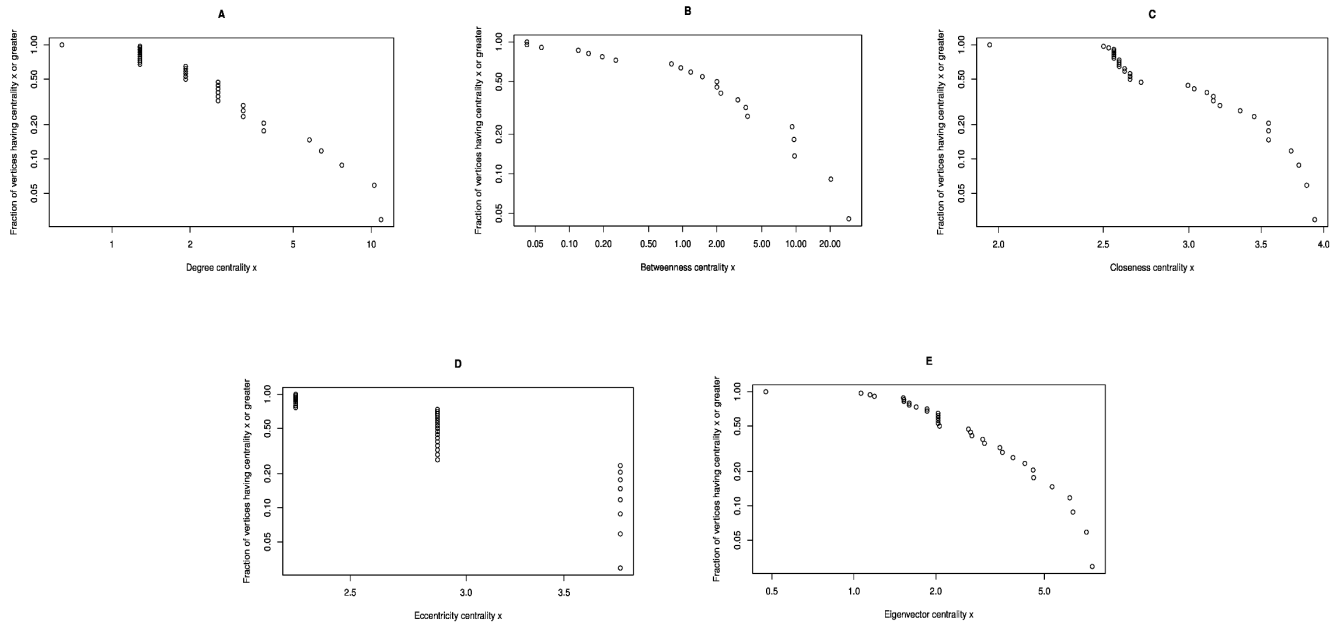 A
Fraction of vertices having centrality x or greater
1.00
0.50
0.20
0.10
0.05
1 2 5 10
Degree centrality x
B
Fraction of vertices having centrality x or greater
1.00
0.50
0.20
0.10
0.05
0.05 0.10 0.20 0.50 1.00 2.00 5.00 10.00 20.00
Betweenness centrality x
C
Fraction of vertices having centrality x or greater
1.00
0.50
0.20
0.10
0.05
2.0 2.5 3.0 3.5 4.0
Closeness centrality x
D
Fraction of vertices having centrality x or greater
1.00
0.50
0.20
0.10
0.05
2.5 3.0 3.5
Eccentricity centrality x
E
Fraction of vertices having centrality x or greater
1.00
0.50
0.20
0.10
0.05
0.5 1.0 2.0 5.0
Eigenvector centrality x